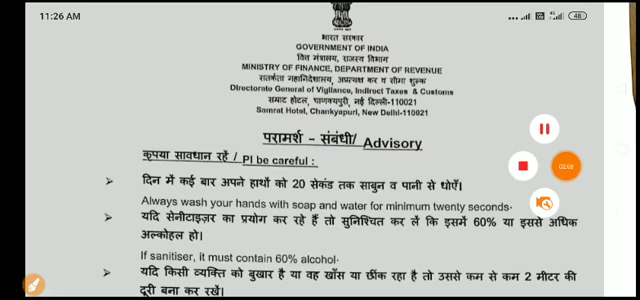 11:26 AM
48
भारत सरकार
GOVERNMENT OF INDIA
वित्त मंत्रालय, राजस्व विभाग
MINISTRY OF FINANCE, DEPARTMENT OF REVENUE
सतर्कता महानिदेशालय, अप्रत्यक्ष कर व सीमा शुल्क
Directorate General of Vigilance, Indirect Taxes & Customs
सम्राट होटल, चाणक्यपुरी, नई दिल्ली-110021
Samrat Hotel, Chankyapuri, New Delhi-110021
परामर्श - संबंधी/ Advisory
कृपया सावधान रहें / Pl be careful :
➢ दिन में कई बार अपने हाथों को 20 सेकंड तक साबुन व पानी से धोएँ।
Always wash your hands with soap and water for minimum twenty seconds.
➢ यदि सेनीटाइज़र का प्रयोग कर रहे हैं तो सुनिश्चित कर लें कि इसमें 60% या इससे अधिक
अल्कोहल हो।
If sanitiser, it must contain 60% alcohol.
➢ यदि किसी व्यक्ति को बुखार है या वह खाँस या छींक रहा है तो उससे कम से कम 2 मीटर की
दूरी बना कर रखें।
02:08